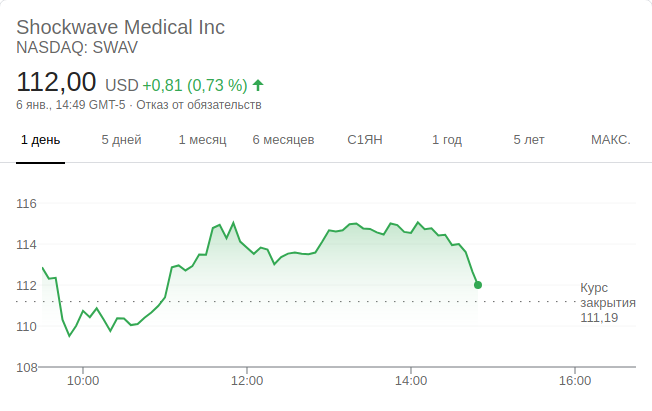 Shockwave Medical Inc
NASDAQ: SWAV
112,00 USD +0,81 (0,73 %)
6 янв., 14:49 GMT-5 · Отказ от обязательств
1 день 5 дней 1 месяц 6 месяцев С1ЯН 1 год 5 лет МАКС.
116
114
112
110
108
Курс
закрытия
111,19
10:00 12:00 14:00 16:00